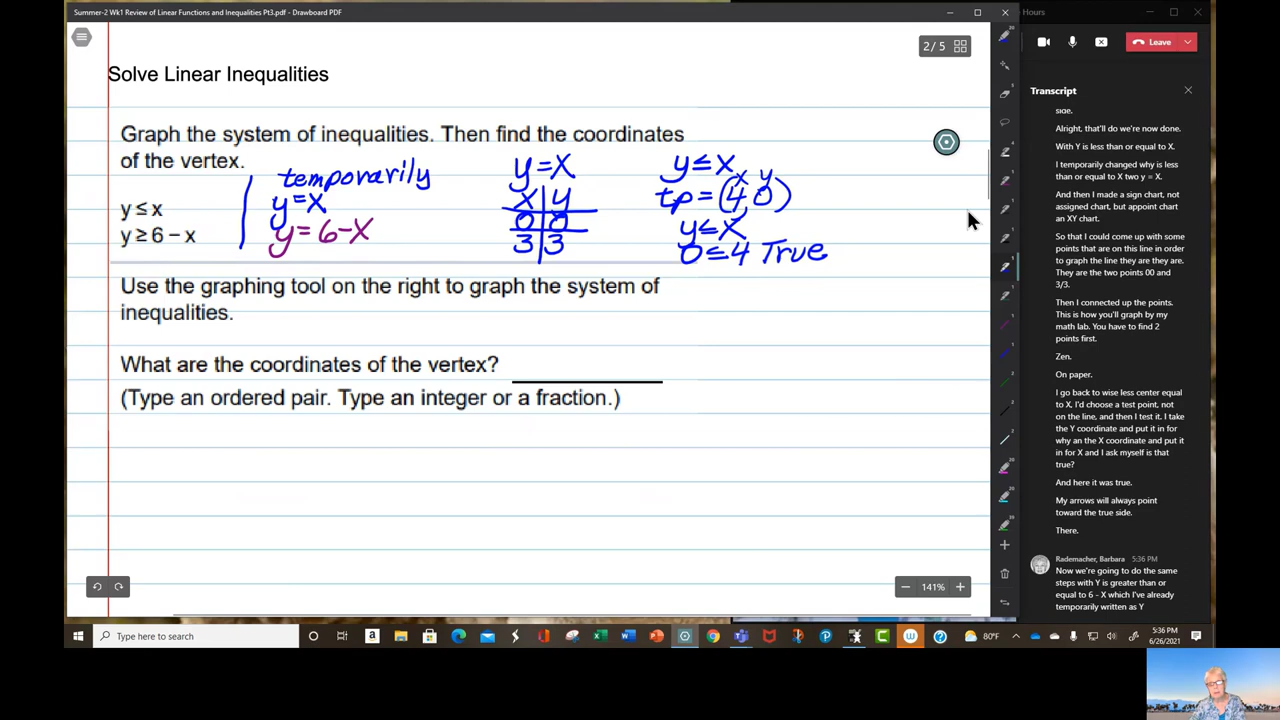 Summer-2 Wk1 Review of Linear Functions and Inequalities Pt3.pdf - Drawboard PDF
Hours
Leave
2 / 5
Solve Linear Inequalities
Graph the system of inequalities. Then find the coordinates
of the vertex.
y ≤ x
y ≥ 6 – x
temporarily
y=x
y=6-x
y=x
x y
0 0
3 3
y≤x
x y
tp=(4,0)
y≤x
0≤4 True
Use the graphing tool on the right to graph the system of
inequalities.
What are the coordinates of the vertex?
(Type an ordered pair. Type an integer or a fraction.)
141%
Transcript
side.
Alright, that'll do we're now done.
With Y is less than or equal to X.
I temporarily changed why is less
than or equal to X two y = X.
And then I made a sign chart, not
assigned chart, but appoint chart
an XY chart.
So that I could come up with some
points that are on this line in order
to graph the line they are they are.
They are the two points 00 and
3/3.
Then I connected up the points.
This is how you'll graph by my
math lab. You have to find 2
points first.
Zen.
On paper.
I go back to wise less center equal
to X, I'd choose a test point, not
on the line, and then I test it. I take
the Y coordinate and put it in for
why an the X coordinate and put it
in for X and I ask myself is that
true?
And here it was true.
My arrows will always point
toward the true side.
There.
Rademacher, Barbara 5:36 PM
Now we're going to do the same
steps with Y is greater than or
equal to 6 - X which I've already
temporarily written as Y
Type here to search
80°F
5:36 PM
6/26/2021